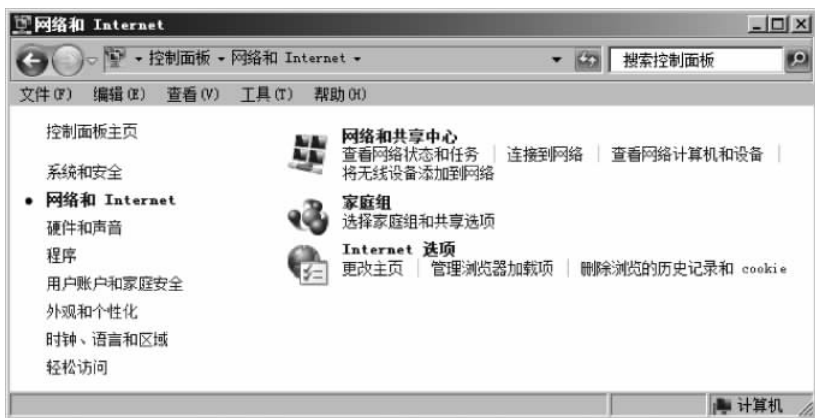 网络和 Internet
控制面板 网络和 Internet 搜索控制面板
文件(F) 编辑(E) 查看(V) 工具(T) 帮助(H)
控制面板主页
系统和安全
网络和 Internet
硬件和声音
程序
用户账户和家庭安全
外观和个性化
时钟、语言和区域
轻松访问
网络和共享中心
查看网络状态和任务 | 连接到网络 | 查看网络计算机和设备 |
将无线设备添加到网络
家庭组
选择家庭组和共享选项
Internet 选项
更改主页 | 管理浏览器加载项 | 删除浏览的历史记录和 cookie
计算机